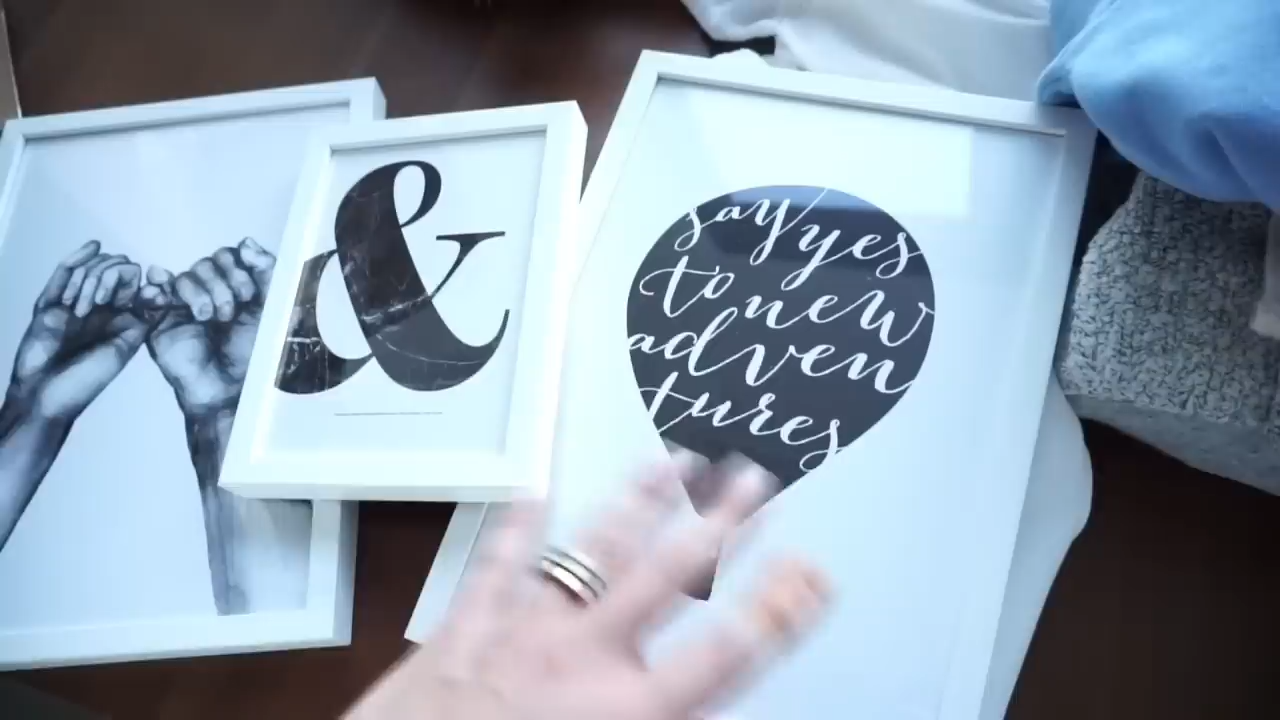 &
say yes
to new
adven
tures